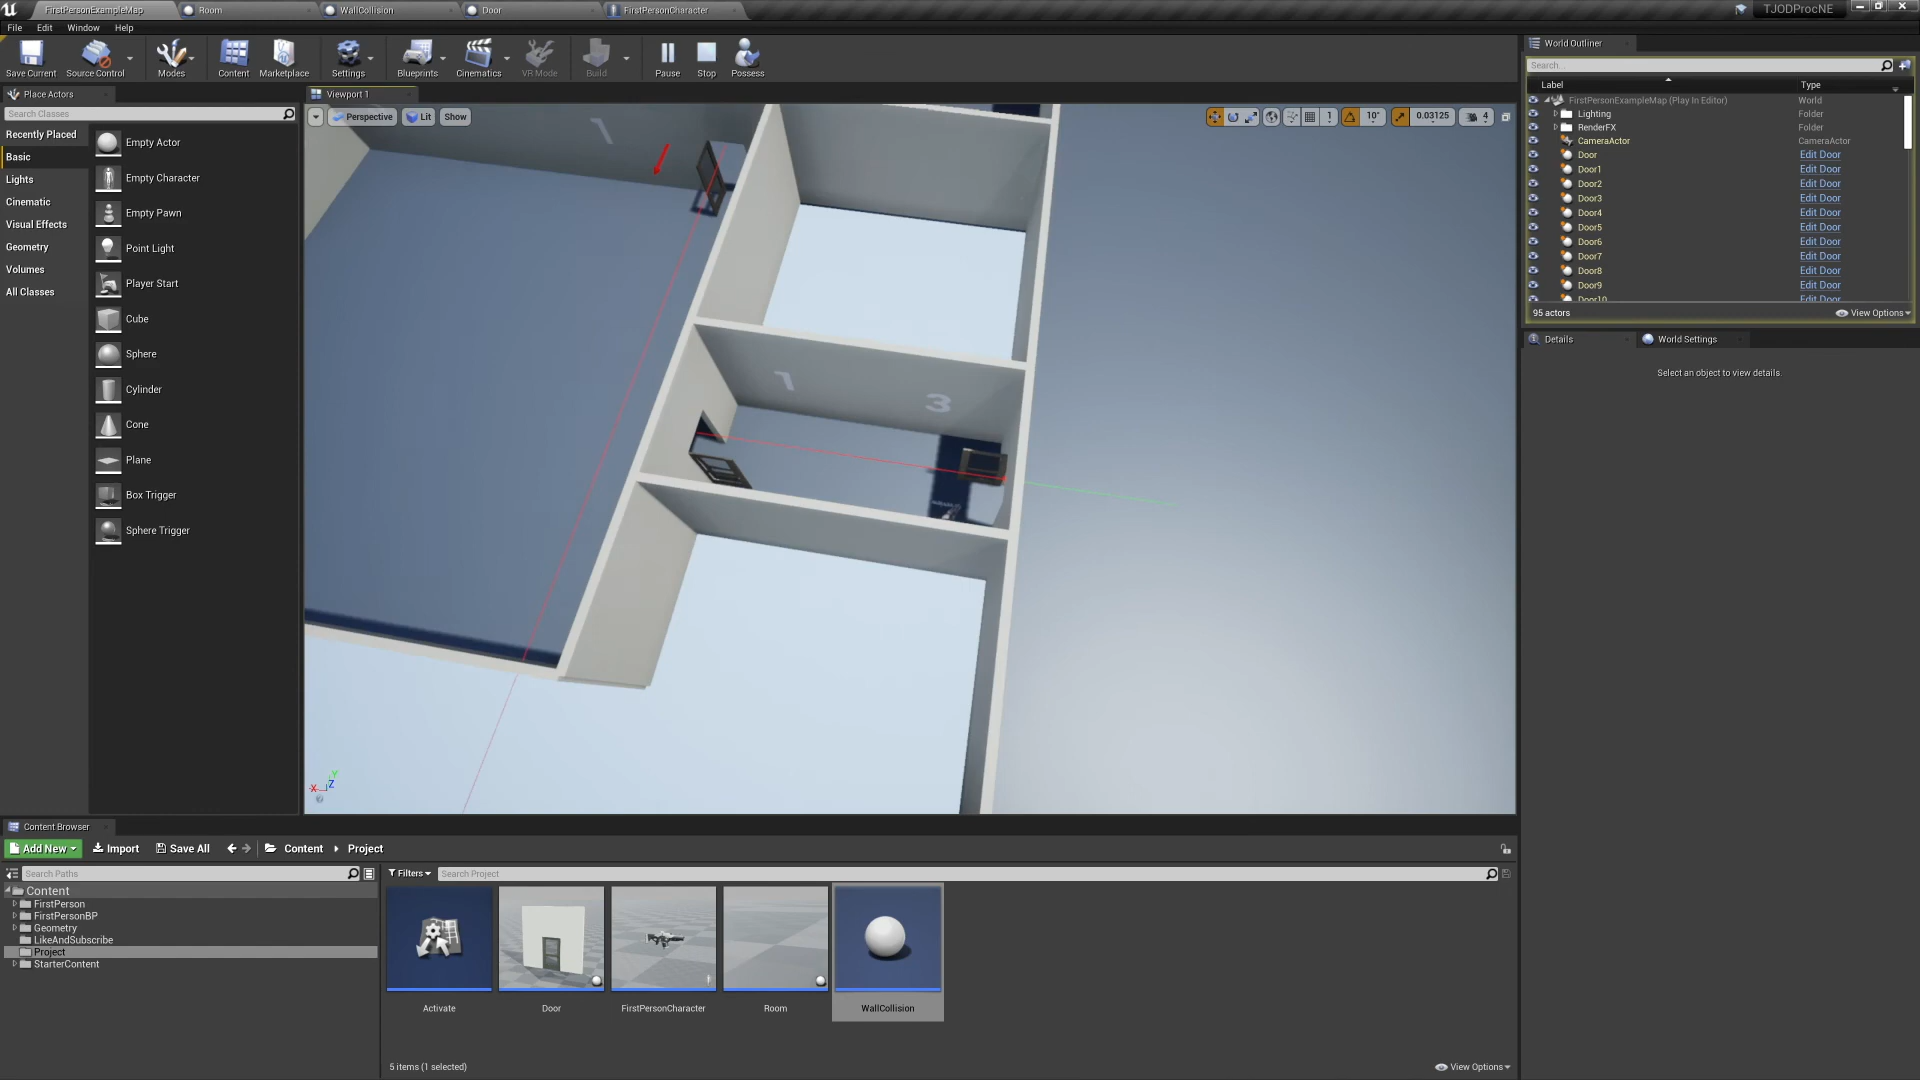 FirstPersonExampleMap Room WallCollision Door FirstPersonCharacter TJODProcNE
File Edit Window Help
Save Current Source Control Modes Content Marketplace Settings Blueprints Cinematics VR Mode Build Pause Stop Possess
Place Actors
Search Classes
Recently Placed
Basic
Lights
Cinematic
Visual Effects
Geometry
Volumes
All Classes
Empty Actor
Empty Character
Empty Pawn
Point Light
Player Start
Cube
Sphere
Cylinder
Cone
Plane
Box Trigger
Sphere Trigger
Viewport 1
Perspective Lit Show 1 10° 0.03125 4
1
1 3
X Y Z
World Outliner
Search...
Label Type
FirstPersonExampleMap (Play In Editor) World
Lighting Folder
RenderFX Folder
CameraActor CameraActor
Door Edit Door
Door1 Edit Door
Door2 Edit Door
Door3 Edit Door
Door4 Edit Door
Door5 Edit Door
Door6 Edit Door
Door7 Edit Door
Door8 Edit Door
Door9 Edit Door
Door10 Edit Door
95 actors View Options
Details World Settings
Select an object to view details.
Content Browser
Add New Import Save All Content Project
Search Paths
Filters Search Project
Content
FirstPerson
FirstPersonBP
Geometry
LikeAndSubscribe
Project
StarterContent
Activate Door FirstPersonCharacter Room WallCollision
5 items (1 selected) View Options